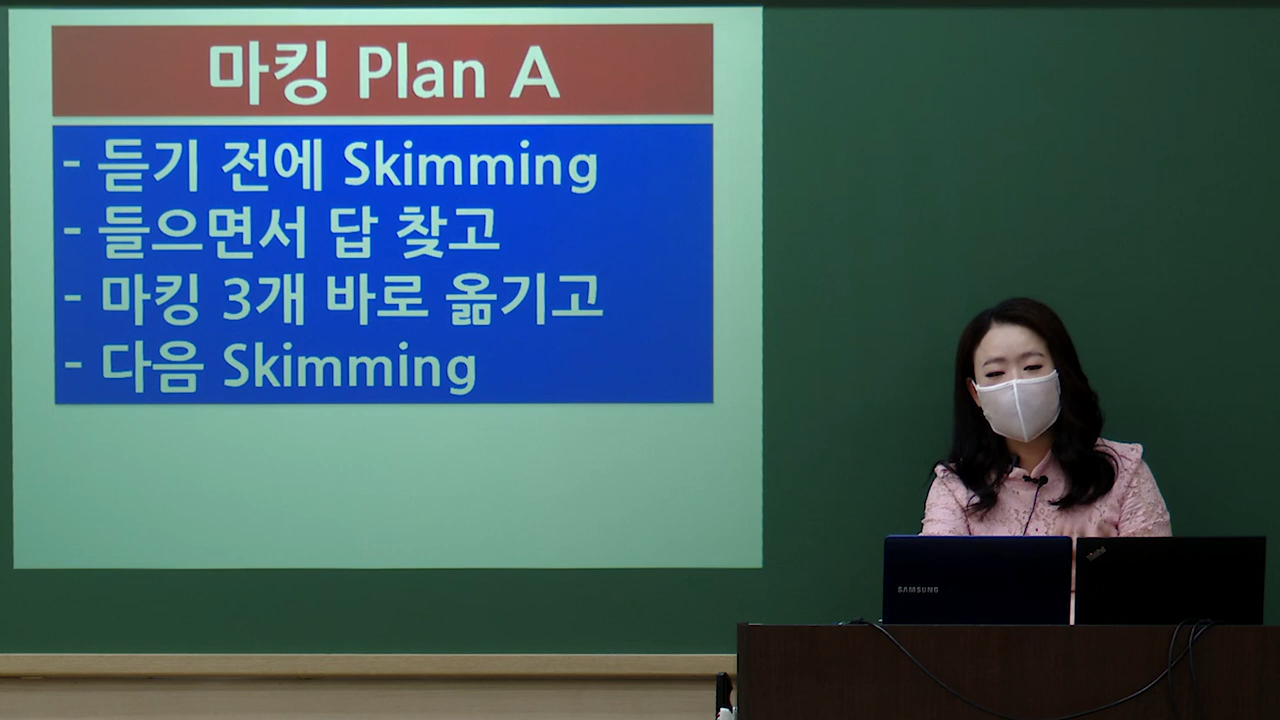 마킹 Plan A
- 듣기 전에 Skimming
- 들으면서 답 찾고
- 마킹 3개 바로 옮기고
- 다음 Skimming
SAMSUNG